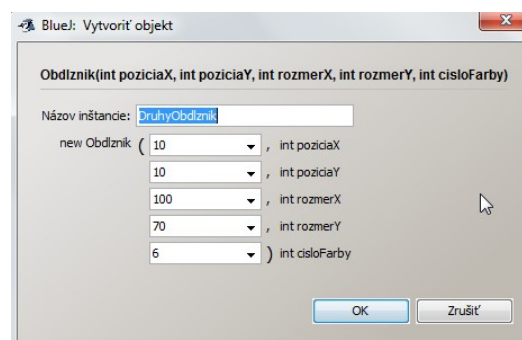 BlueJ: Vytvoriť objekt
Obdlznik(int poziciaX, int poziciaY, int rozmerX, int rozmerY, int cisloFarby)
Názov inštancie: DruhyObdlznik
new Obdlznik ( 10 , int poziciaX
10 , int poziciaY
100 , int rozmerX
70 , int rozmerY
6 ) int cisloFarby
OK Zrušiť